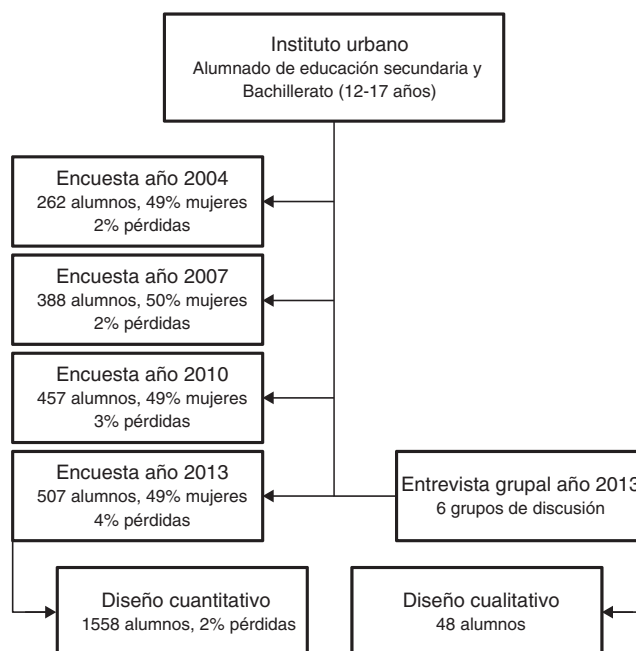 Instituto urbano
Alumnado de educación secundaria y
Bachillerato (12-17 años)
Encuesta año 2004
262 alumnos, 49% mujeres
2% pérdidas
Encuesta año 2007
388 alumnos, 50% mujeres
2% pérdidas
Encuesta año 2010
457 alumnos, 49% mujeres
3% pérdidas
Encuesta año 2013
507 alumnos, 49% mujeres
4% pérdidas
Entrevista grupal año 2013
6 grupos de discusión
Diseño cuantitativo
1558 alumnos, 2% pérdidas
Diseño cualitativo
48 alumnos